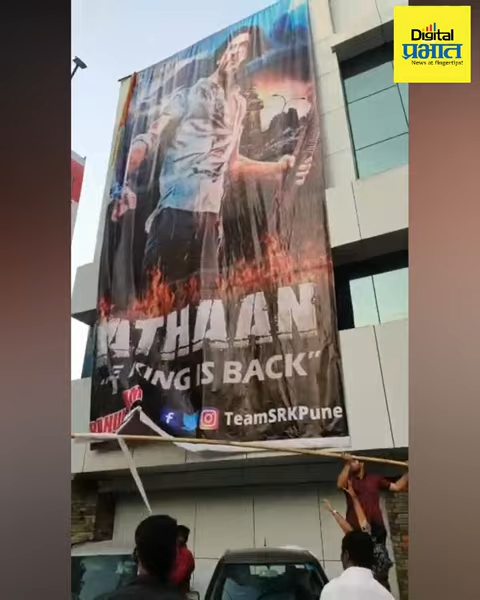 Digital
प्रभात
News at fingertips!
PATHAAN
"THE KING IS BACK"
TeamSRKPune